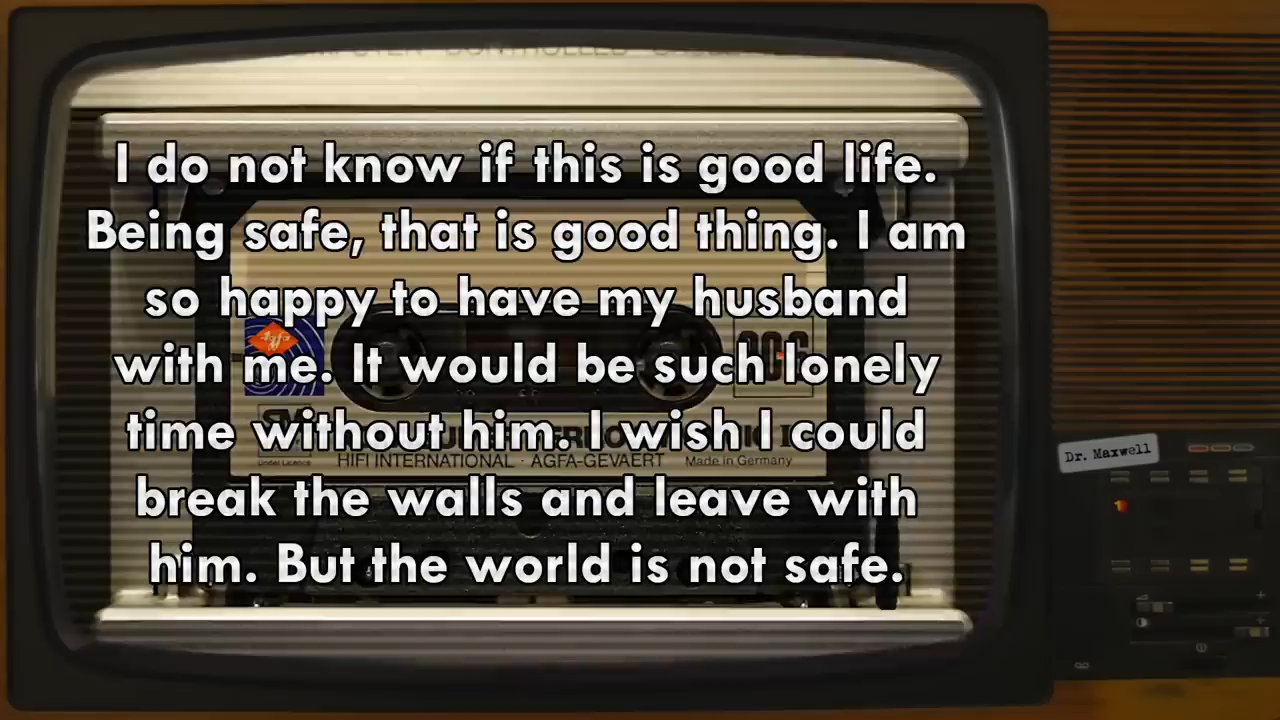 COMPUTER CONTROLLED
I do not know if this is good life.
Being safe, that is good thing. I am
so happy to have my husband
with me. It would be such lonely
time without him. I wish I could
break the walls and leave with
him. But the world is not safe.
HIFI INTERNATIONAL · AGFA-GEVAERT Made in Germany
Dr. Maxwell